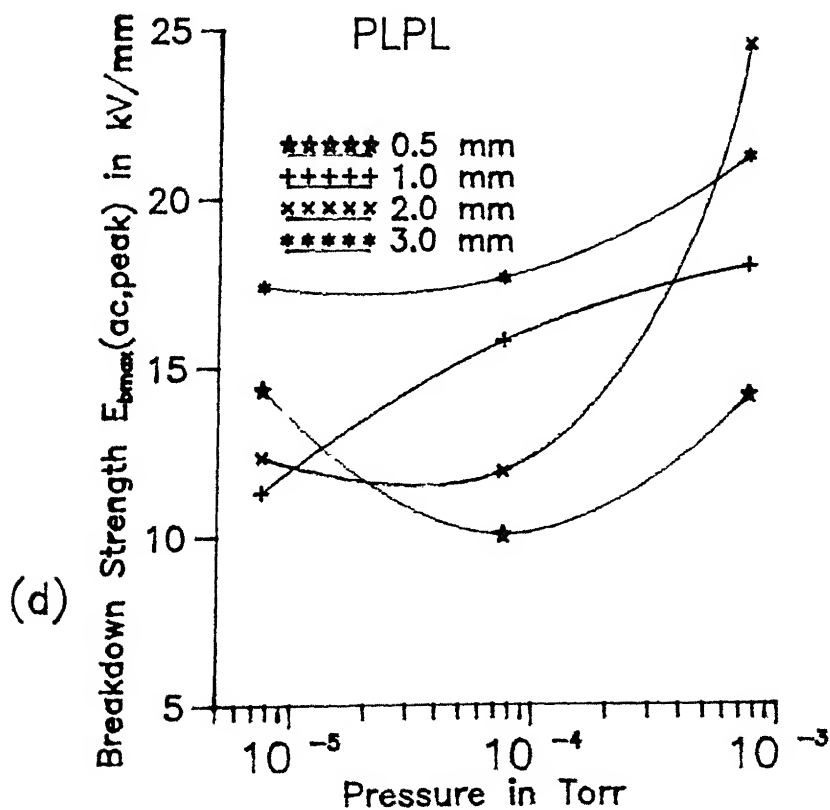 PLPL
25
20
15
10
5
Breakdown Strength E_bmax(ac,peak) in kV/mm
★★★★★ 0.5 mm
+++++ 1.0 mm
××××× 2.0 mm
***** 3.0 mm
(d)
10⁻⁵ 10⁻⁴ 10⁻³
Pressure in Torr